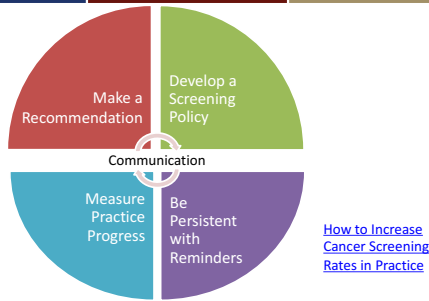 Make a
Recommendation
Develop a
Screening
Policy
Communication
Measure
Practice
Progress
Be
Persistent
with
Reminders
How to Increase
Cancer Screening
Rates in Practice